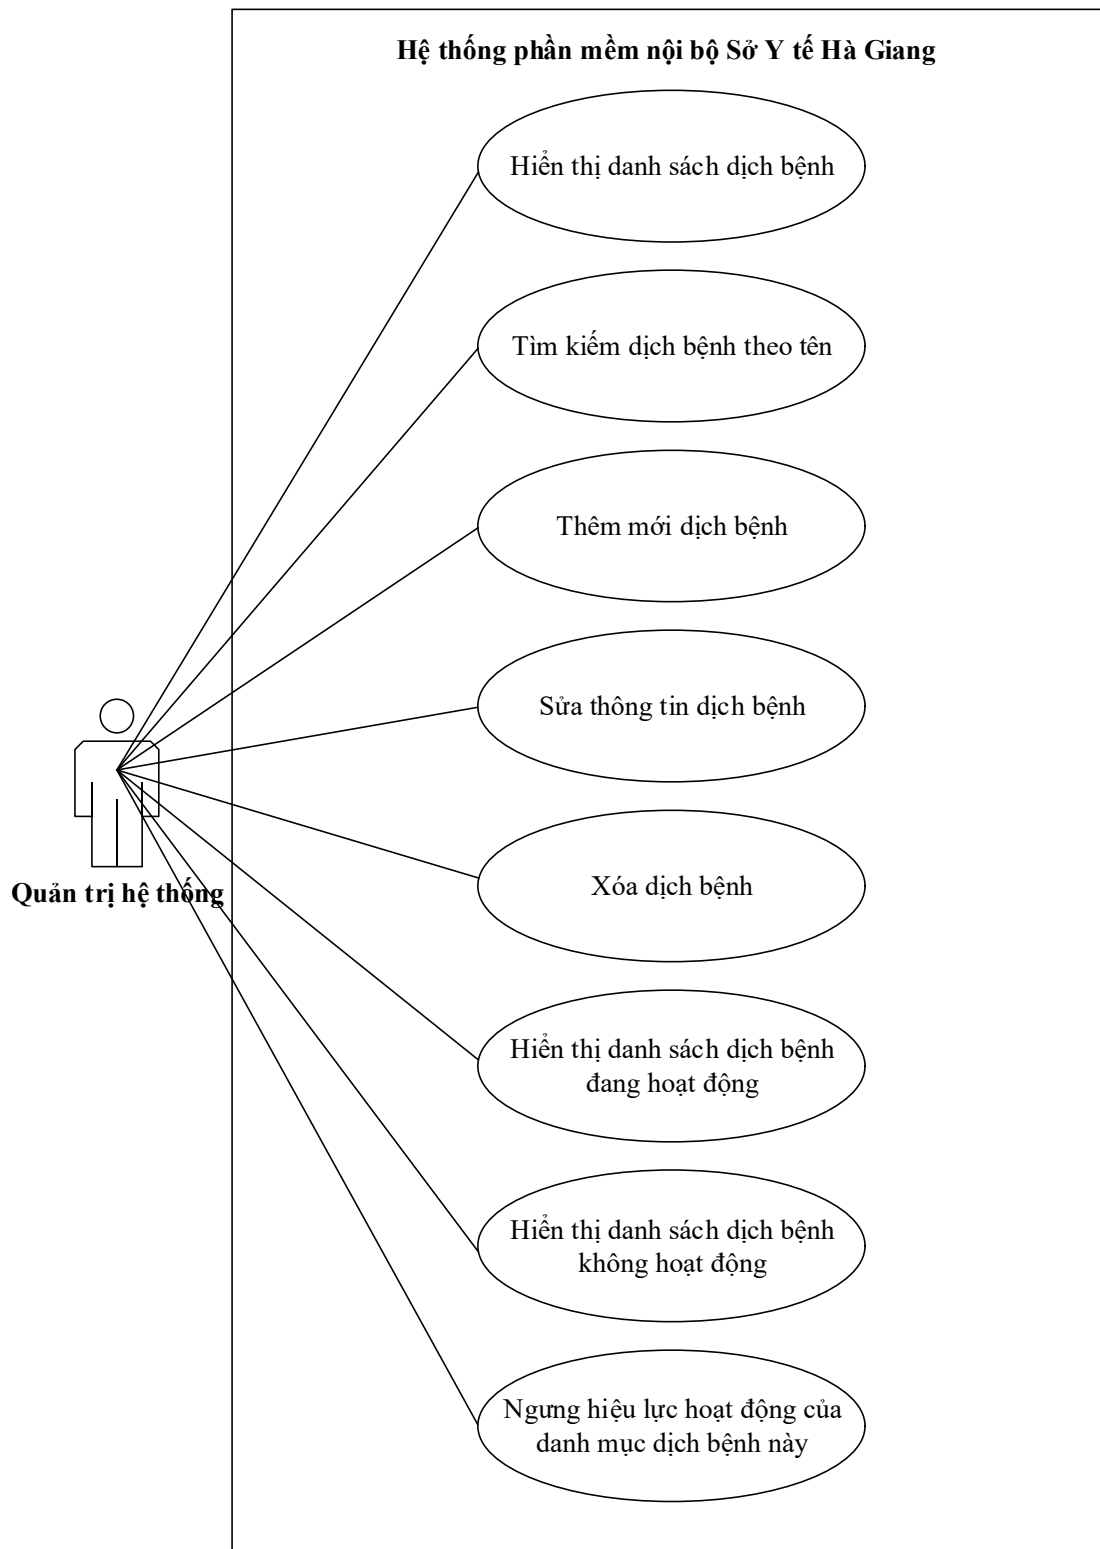 Hệ thống phần mềm nội bộ Sở Y tế Hà Giang
Hiển thị danh sách dịch bệnh
Tìm kiếm dịch bệnh theo tên
Thêm mới dịch bệnh
Sửa thông tin dịch bệnh
Xóa dịch bệnh
Quản trị hệ thống
Hiển thị danh sách dịch bệnh
đang hoạt động
Hiển thị danh sách dịch bệnh
không hoạt động
Ngưng hiệu lực hoạt động của
danh mục dịch bệnh này